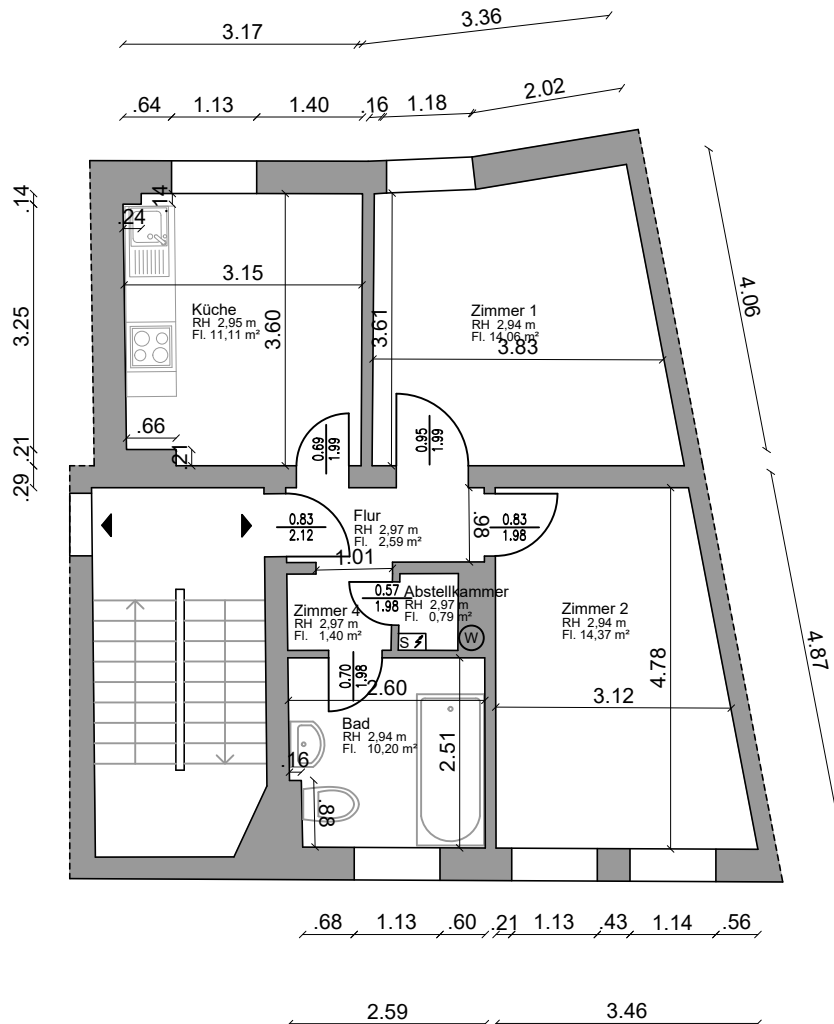 3.17
3.36
.64
1.13
1.40
.16
1.18
2.02
.14
.14
.24
3.15
3.25
Küche
RH 2,95 m
Fl. 11,11 m²
3.60
3.61
Zimmer 1
RH 2,94 m
Fl. 14,06 m²
3.83
4.06
.66
.21
.21
.29
0.69
1.99
0.95
1.99
0.83
2.12
Flur
RH 2,97 m
Fl. 2,59 m²
.98
0.83
1.98
1.01
0.57
1.98
Abstellkammer
RH 2,97 m
Fl. 0,79 m²
Zimmer 4
RH 2,97 m
Fl. 1,40 m²
S
W
Zimmer 2
RH 2,94 m
Fl. 14,37 m²
4.78
4.87
0.70
1.98
2.60
3.12
Bad
RH 2,94 m
Fl. 10,20 m²
2.51
.16
.88
.68
1.13
.60
.21
1.13
.43
1.14
.56
2.59
3.46